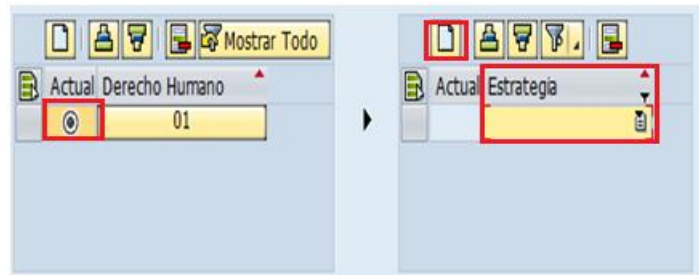 Mostrar Todo
Actual Derecho Humano
01
Actual Estrategia